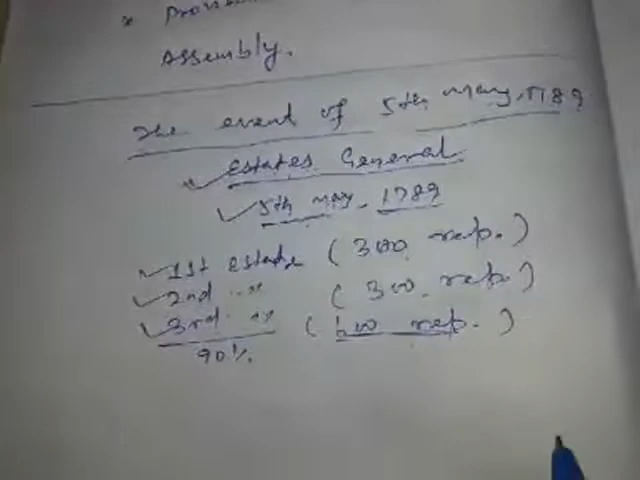 Assembly.
The event of 5th May, 1789
Estates General
5th May, 1789
1st Estate (300 rep.)
2nd " " (300 rep.)
3rd " " (600 rep.)
90%